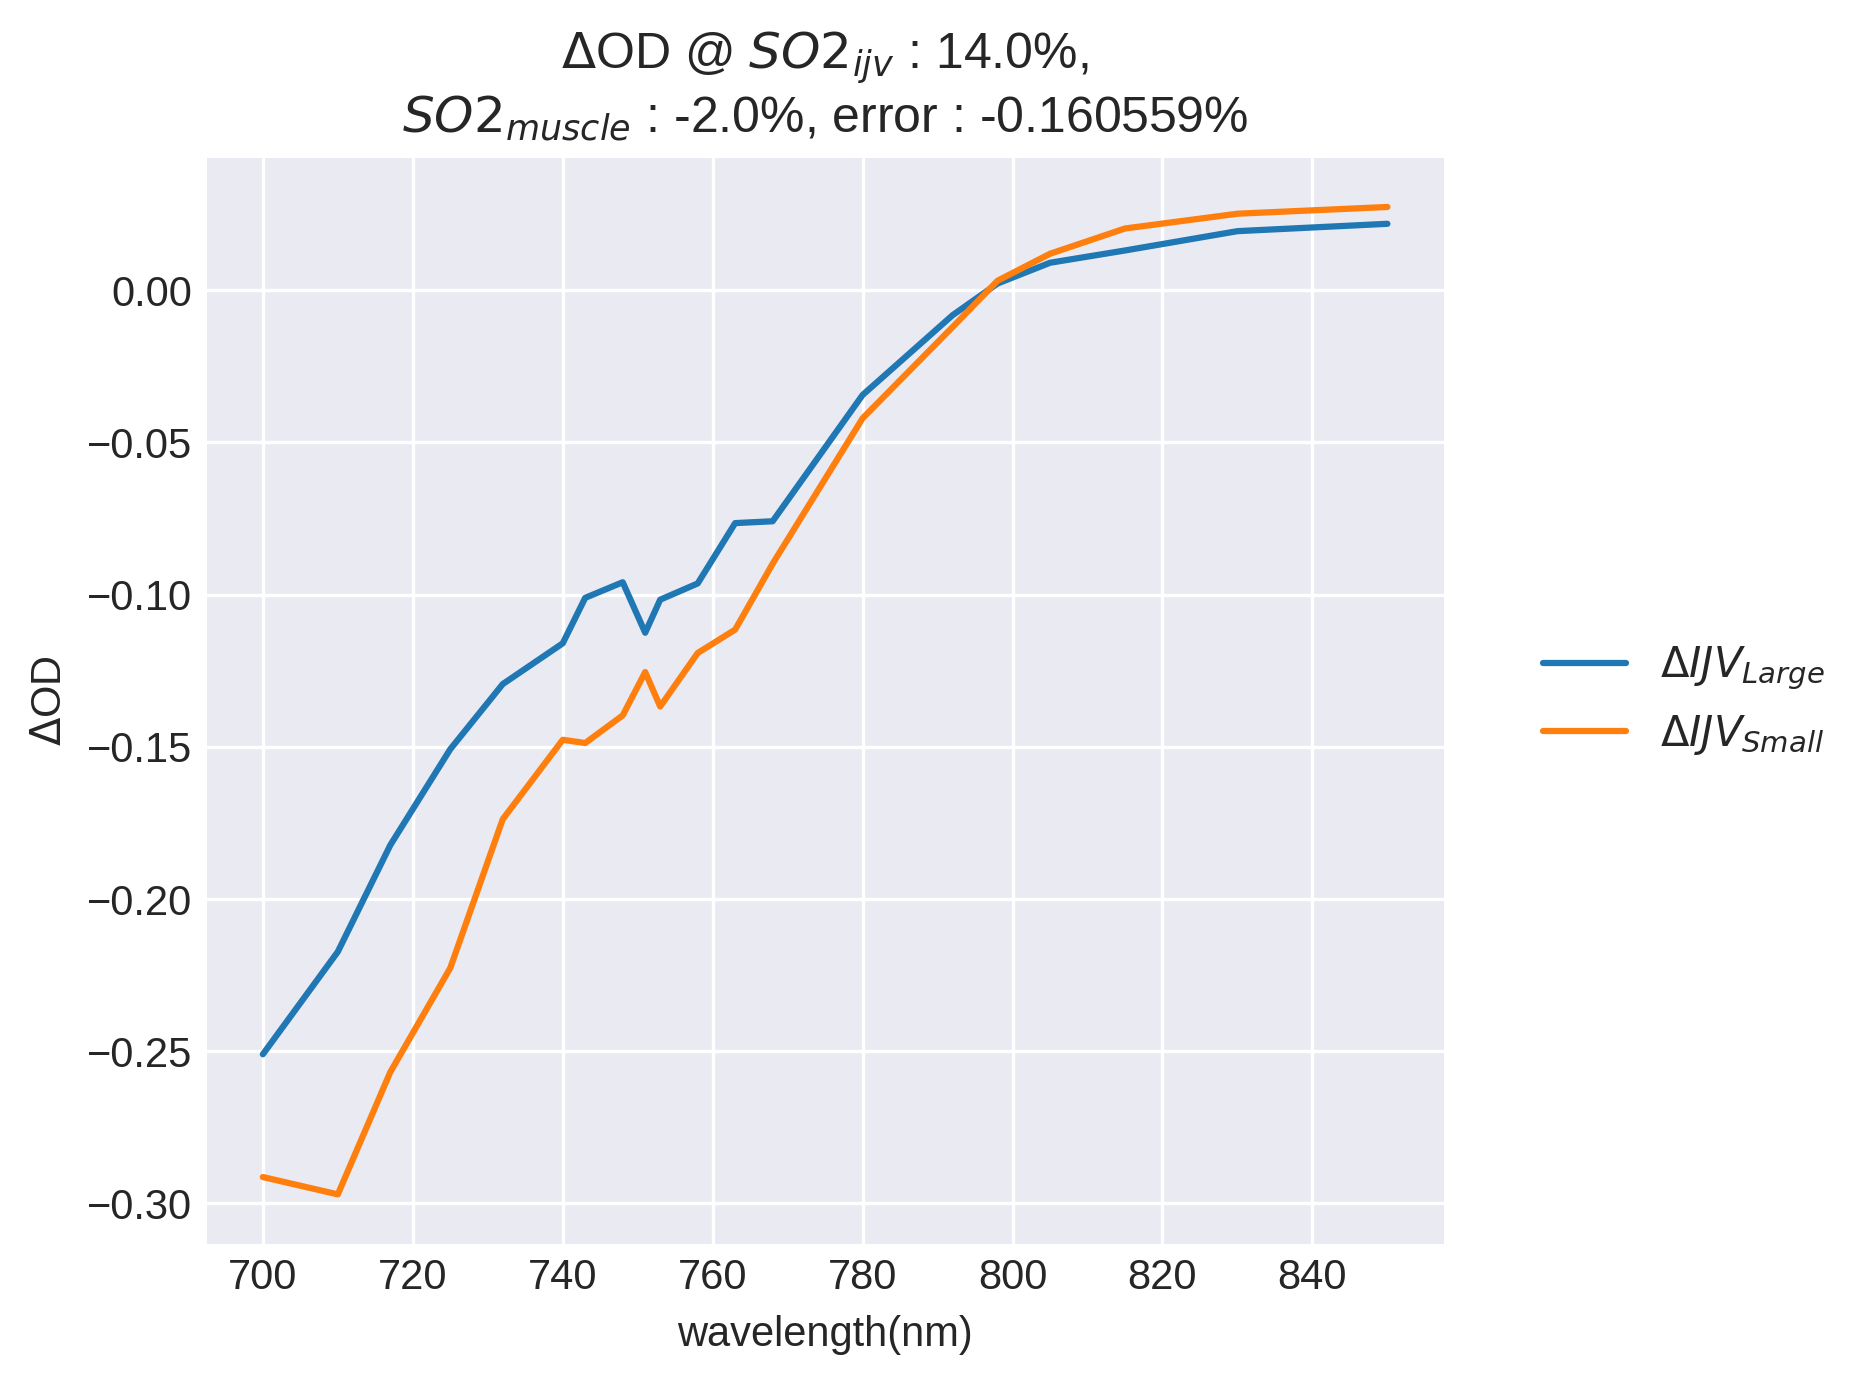 ΔOD @ SO2ijv : 14.0%,
SO2muscle : -2.0%, error : -0.160559%
0.00
−0.05
−0.10
−0.15
−0.20
−0.25
−0.30
ΔOD
700 720 740 760 780 800 820 840
wavelength(nm)
ΔIJVLarge
ΔIJVSmall